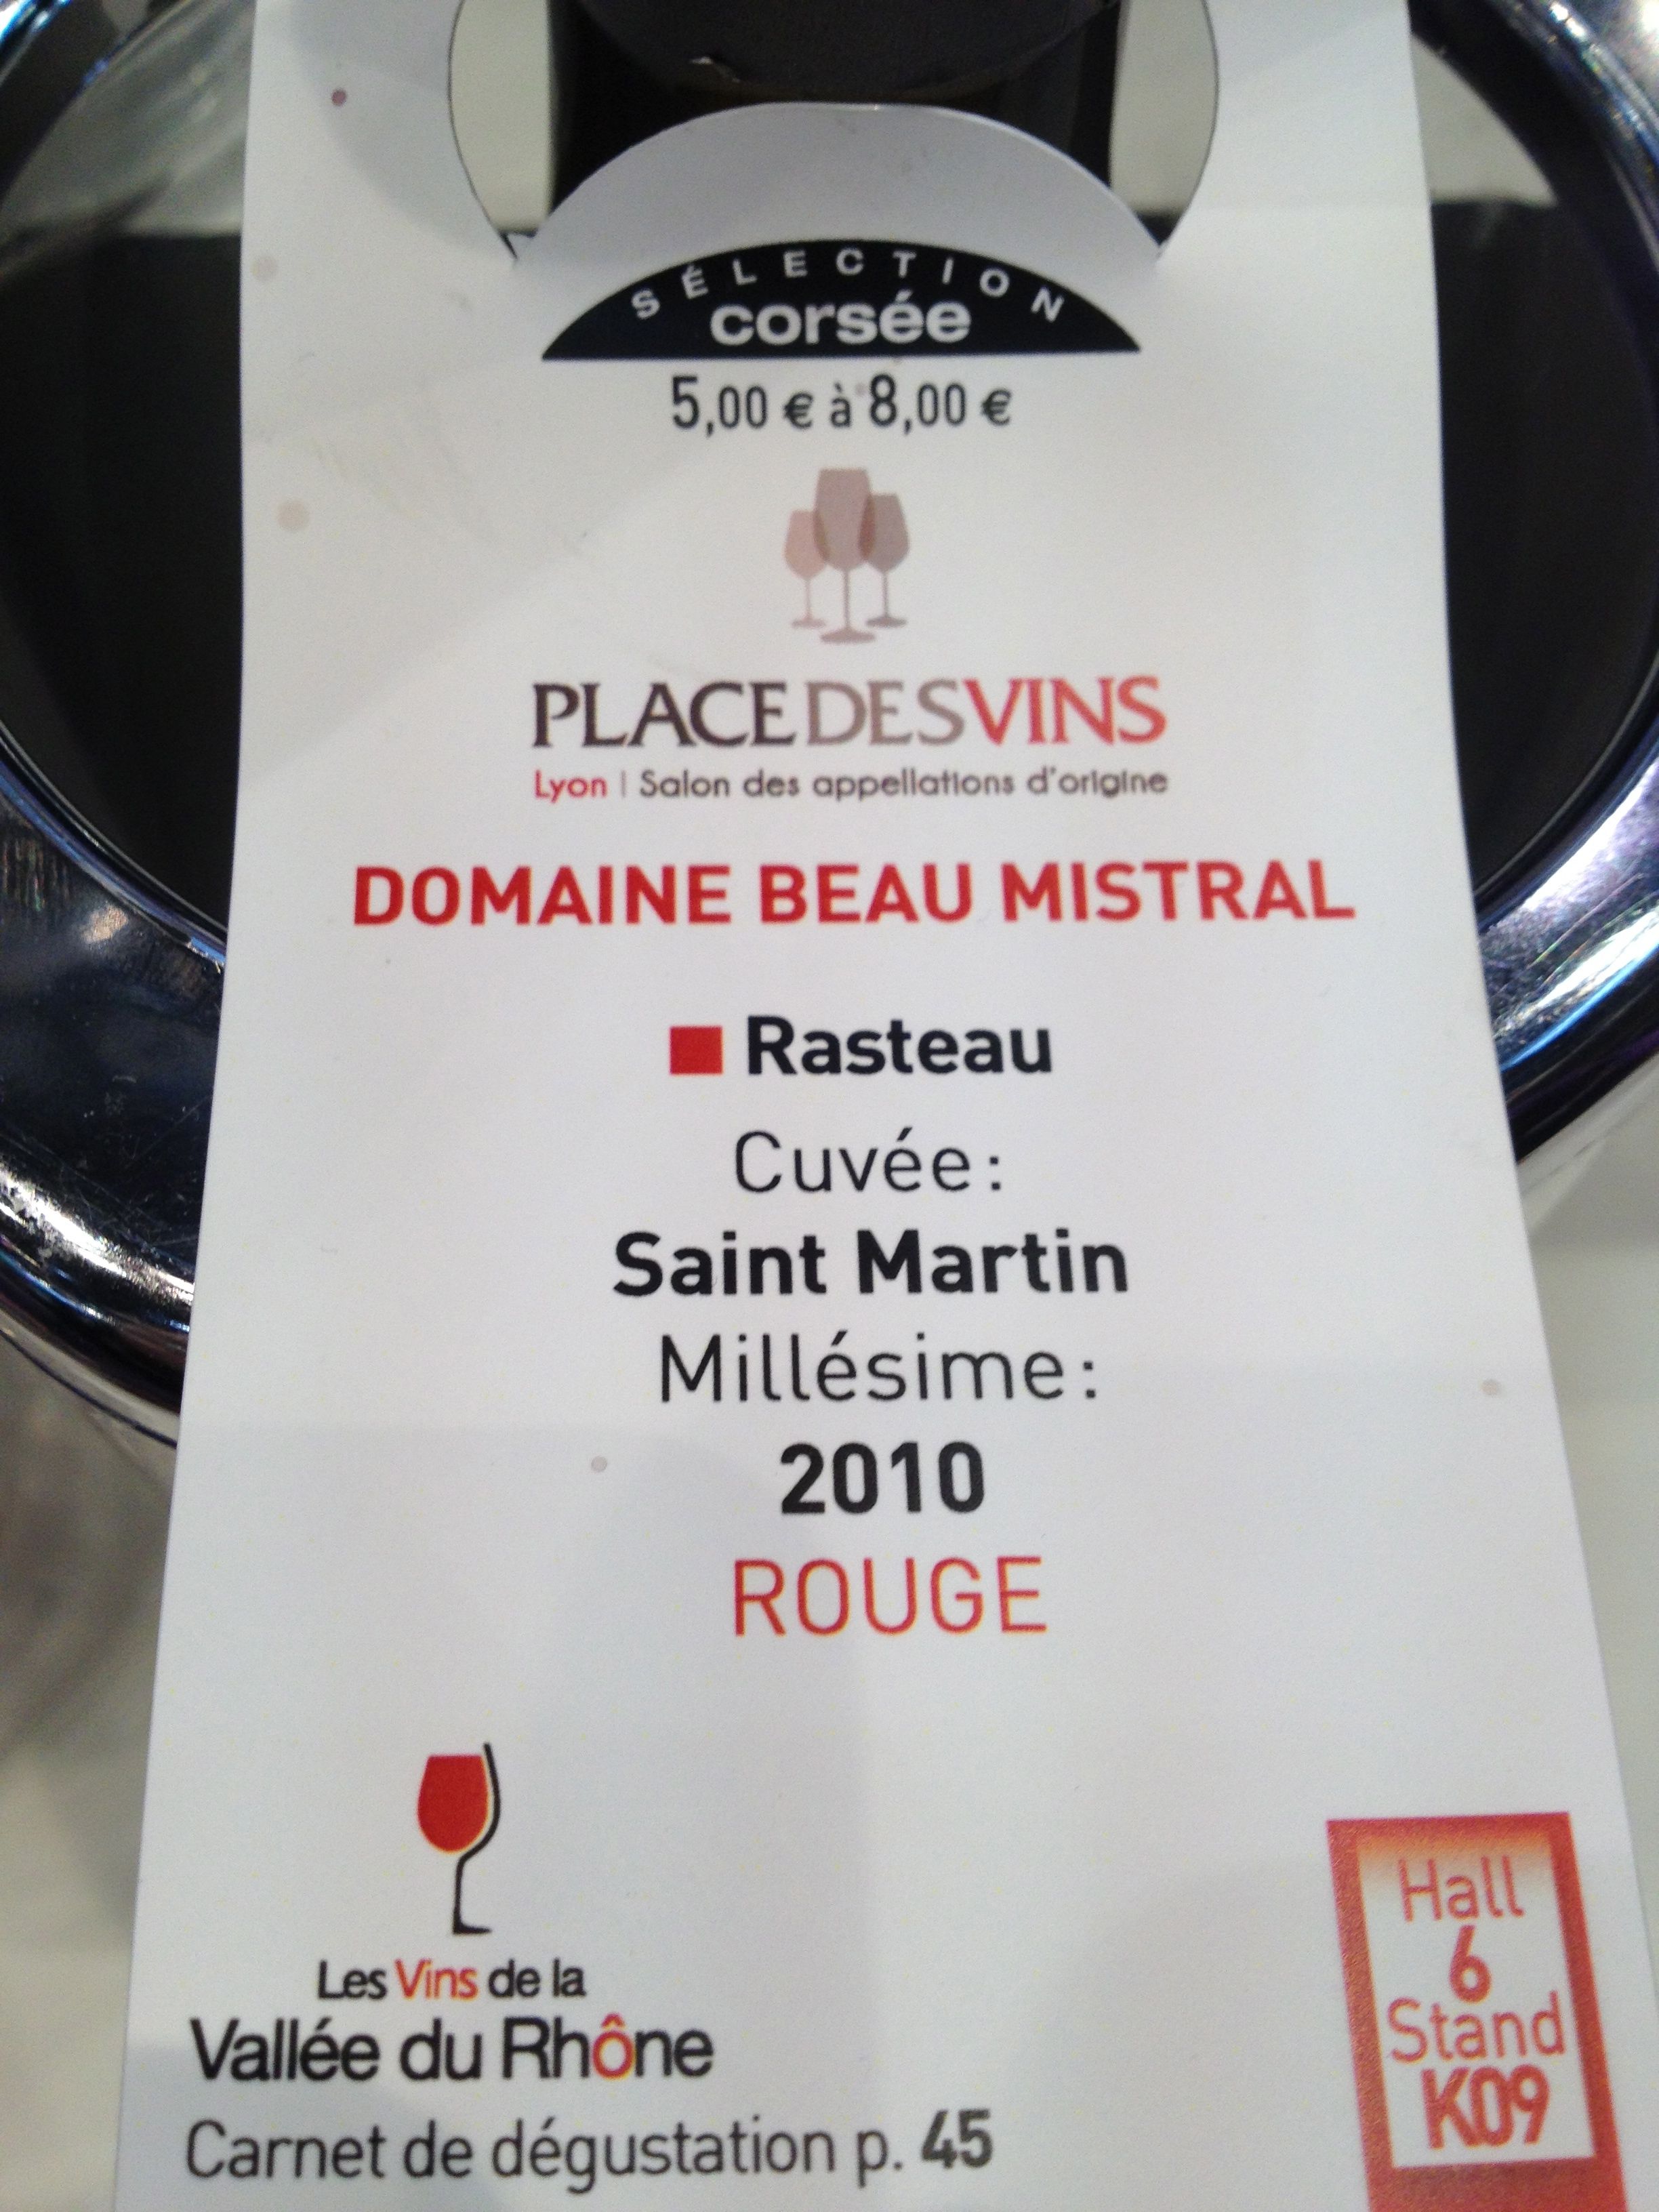 SÉLECTION
corsée
5,00 € à 8,00 €
PLACEDESVINS
Lyon | Salon des appellations d'origine
DOMAINE BEAU MISTRAL
Rasteau
Cuvée :
Saint Martin
Millésime :
2010
ROUGE
Les Vins de la
Vallée du Rhône
Carnet de dégustation p. 45
Hall
6
Stand
K09